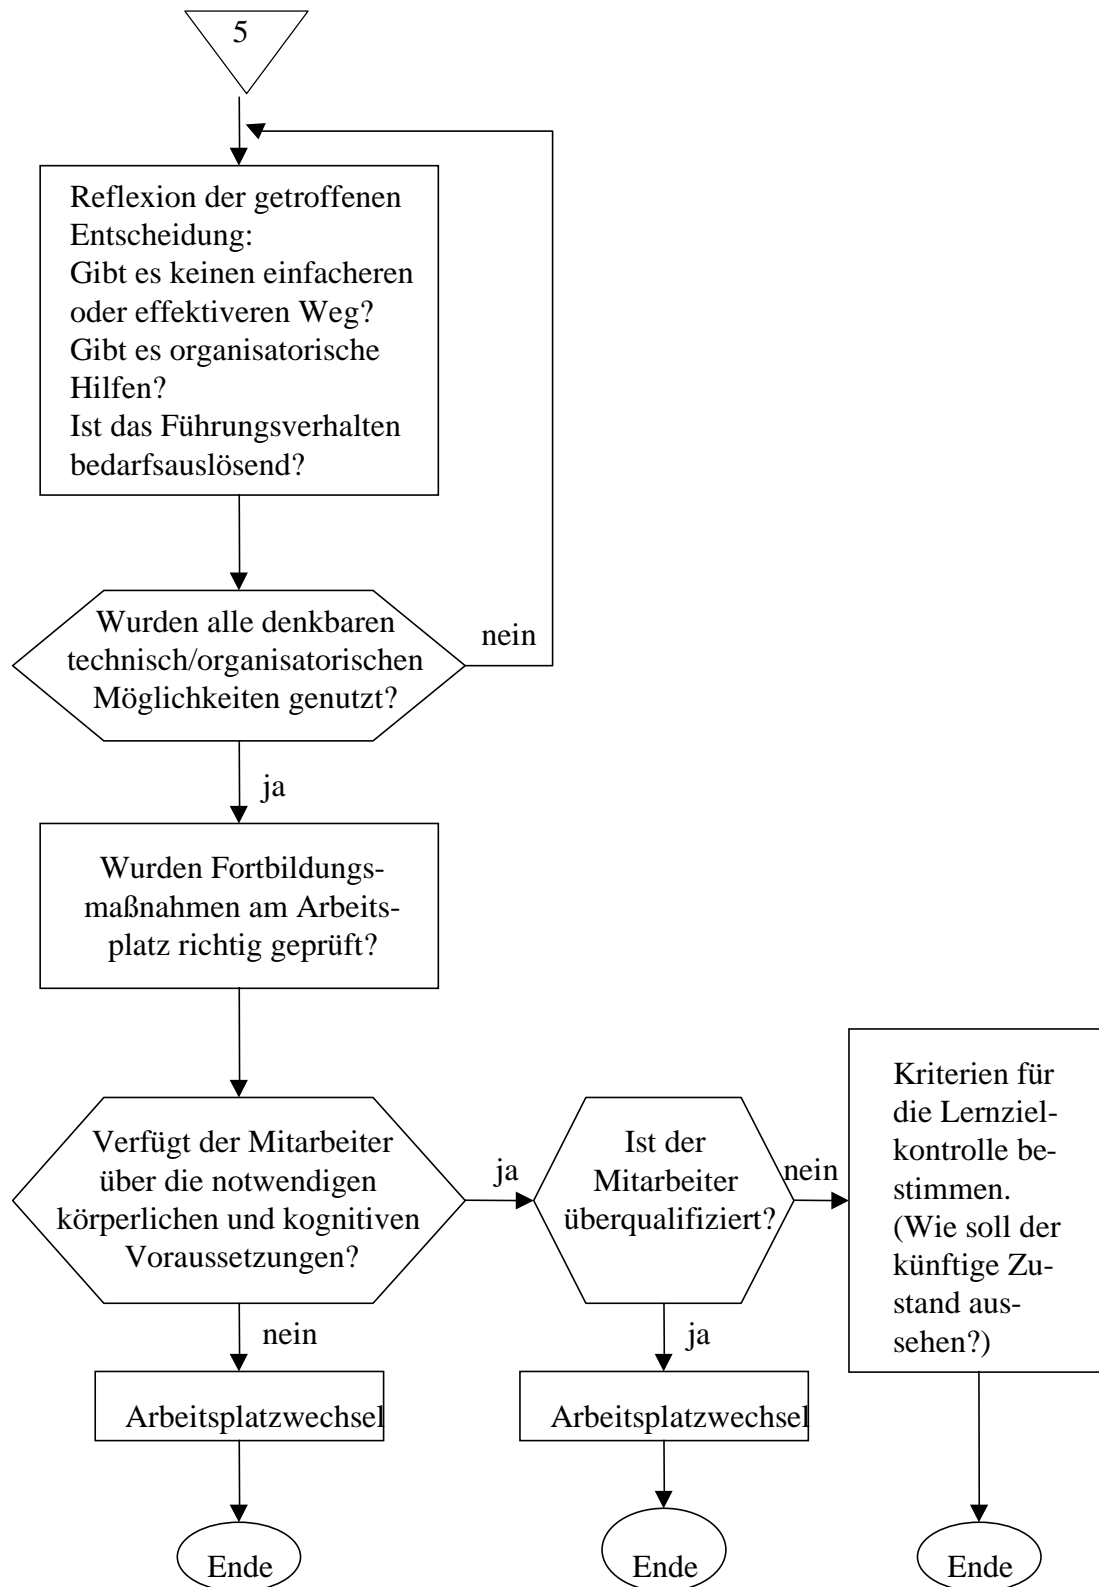 5
Reflexion der getroffenen
Entscheidung:
Gibt es keinen einfacheren
oder effektiveren Weg?
Gibt es organisatorische
Hilfen?
Ist das Führungsverhalten
bedarfsauslösend?
Wurden alle denkbaren
technisch/organisatorischen
Möglichkeiten genutzt?
nein
ja
Wurden Fortbildungs-
maßnahmen am Arbeits-
platz richtig geprüft?
Verfügt der Mitarbeiter
über die notwendigen
körperlichen und kognitiven
Voraussetzungen?
ja
nein
Arbeitsplatzwechsel
Ende
Ist der
Mitarbeiter
überqualifiziert?
nein
ja
Arbeitsplatzwechsel
Ende
Kriterien für
die Lernziel-
kontrolle be-
stimmen.
(Wie soll der
künftige Zu-
stand aus-
sehen?)
Ende